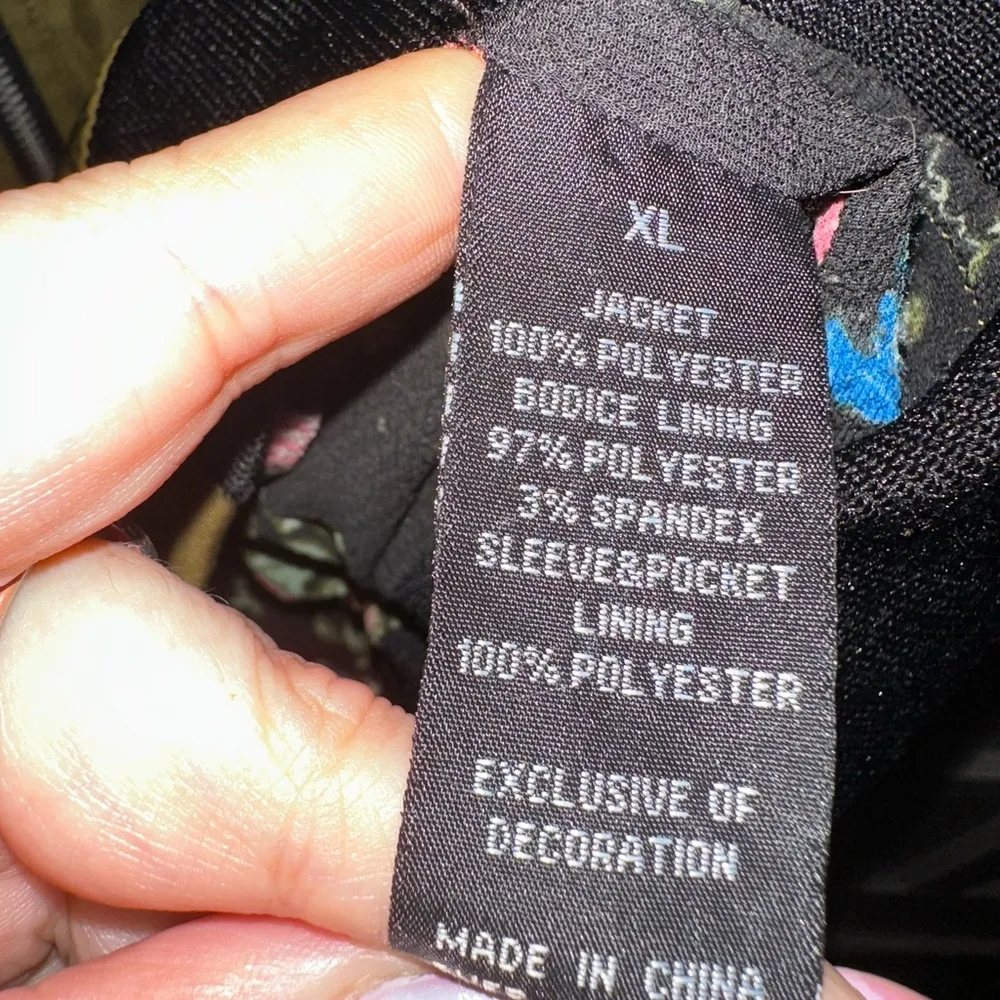 XL
JACKET
100% POLYESTER
BODICE LINING
97% POLYESTER
3% SPANDEX
SLEEVE&POCKET
LINING
100% POLYESTER
EXCLUSIVE OF
DECORATION
MADE IN CHINA